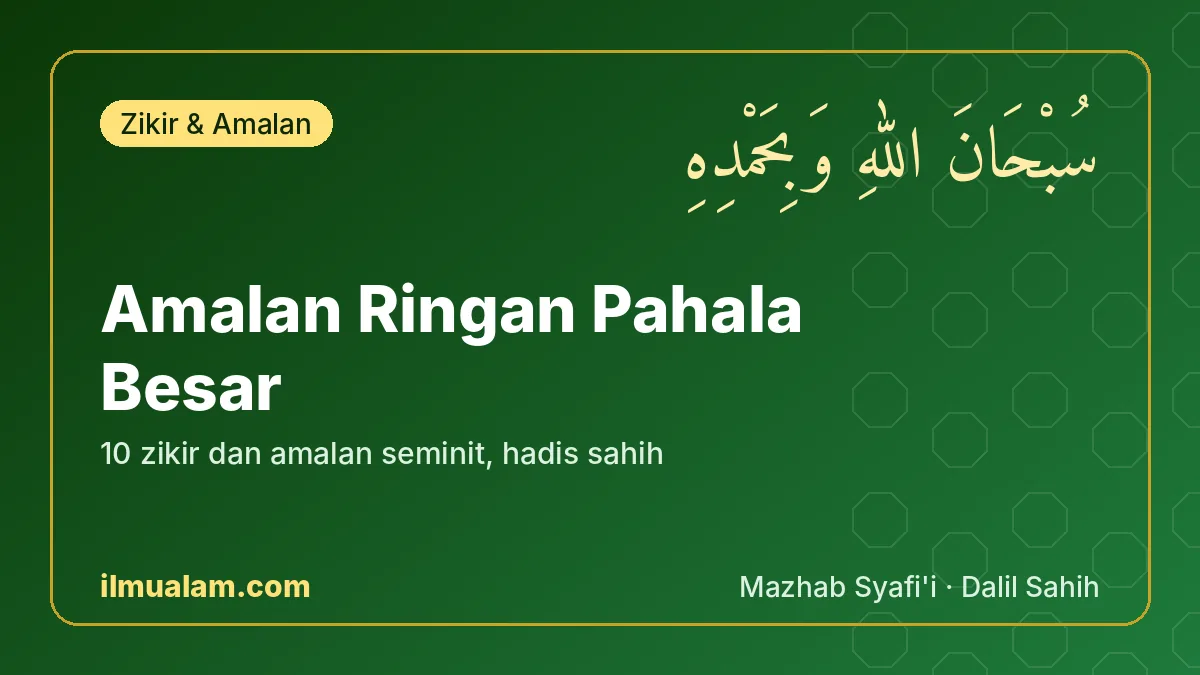 Zikir & Amalan
سُبْحَانَ اللهِ وَبِحَمْدِهِ
Amalan Ringan Pahala
Besar
10 zikir dan amalan seminit, hadis sahih
ilmualam.com
Mazhab Syafi'i · Dalil Sahih